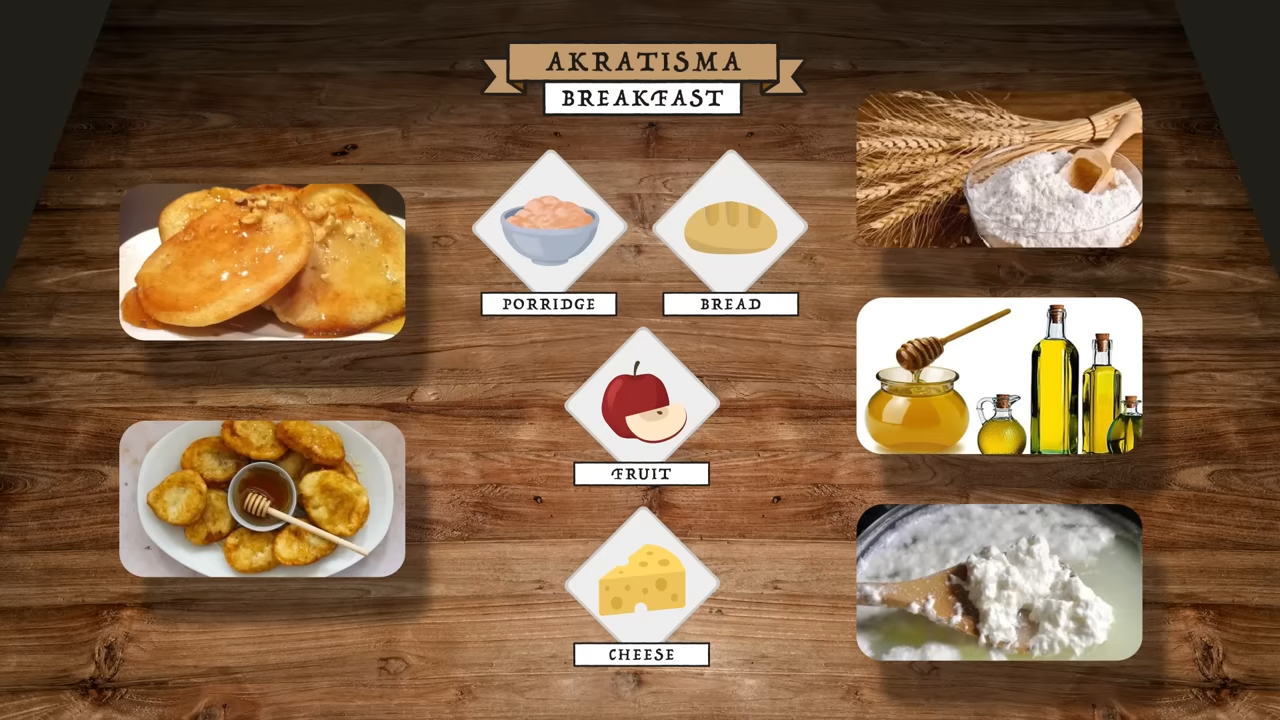 AKRATISMA
BREAKFAST
PORRIDGE
BREAD
FRUIT
CHEESE